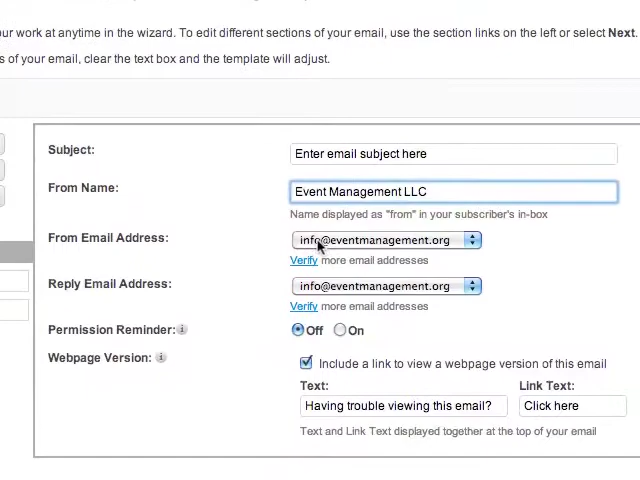 our work at anytime in the wizard. To edit different sections of your email, use the section links on the left or select Next.
s of your email, clear the text box and the template will adjust.
Subject: Enter email subject here
From Name: Event Management LLC
Name displayed as "from" in your subscriber's in-box
From Email Address: info@eventmanagement.org
Verify more email addresses
Reply Email Address: info@eventmanagement.org
Verify more email addresses
Permission Reminder: Off On
Webpage Version: Include a link to view a webpage version of this email
Text: Link Text:
Having trouble viewing this email? Click here
Text and Link Text displayed together at the top of your email